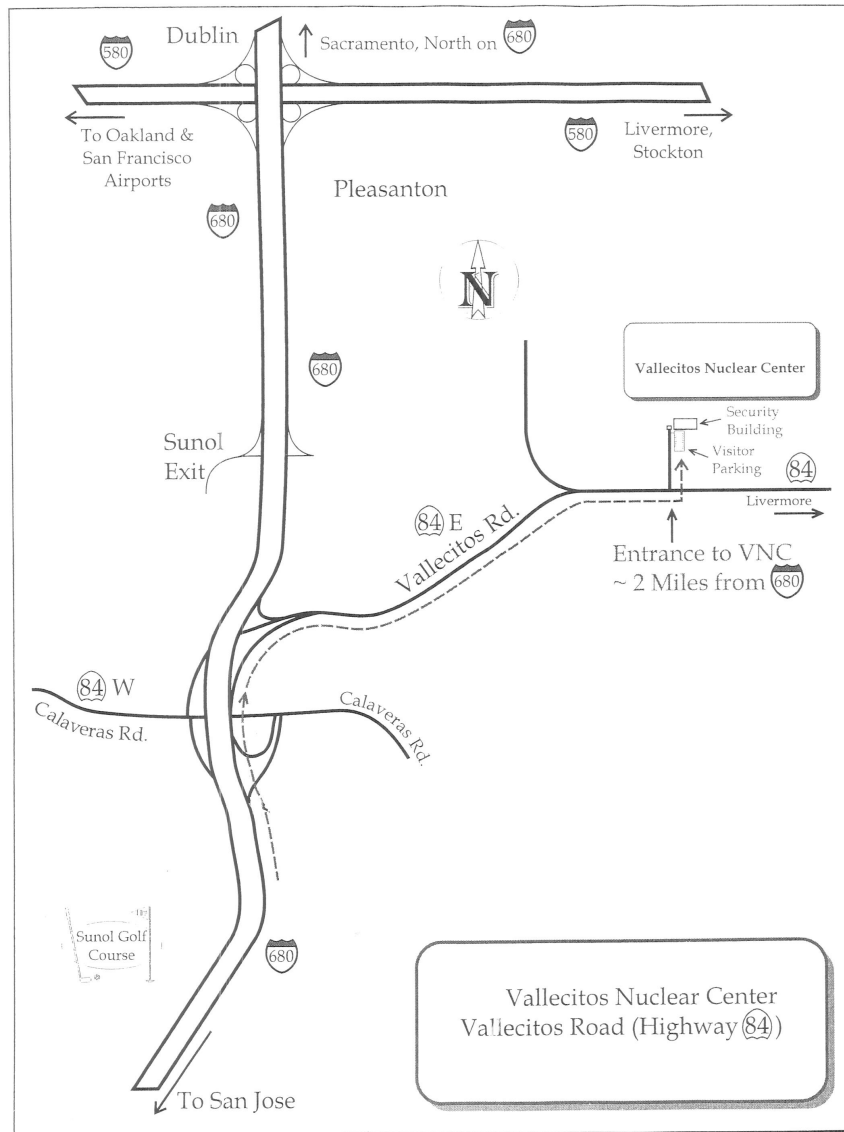 Dublin
580
Sacramento, North on 680
To Oakland &
San Francisco
Airports
580
Livermore,
Stockton
680
Pleasanton
N
680
Vallecitos Nuclear Center
Security
Building
Visitor
Parking
Sunol
Exit
84
Livermore
84 E
Vallecitos Rd.
Entrance to VNC
~ 2 Miles from 680
84 W
Calaveras Rd.
Calaveras Rd.
Sunol Golf
Course
680
Vallecitos Nuclear Center
Vallecitos Road (Highway 84)
To San Jose